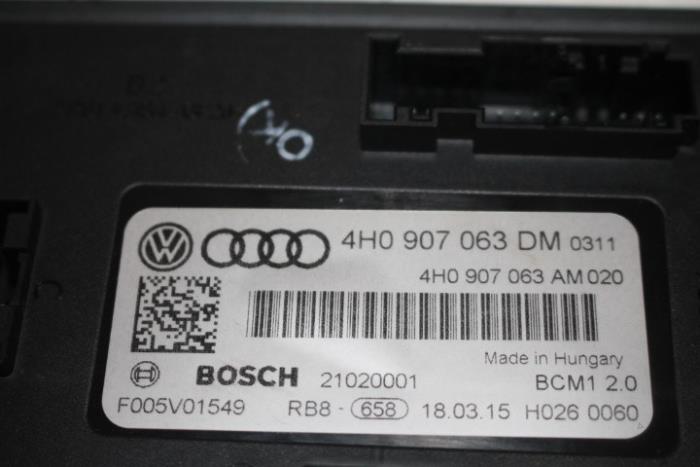 OK)
4H0 907 063 DM 0311
4H0 907 063 AM 020
Made in Hungary
BOSCH 21020001 BCM1 2.0
F005V01549 RB8 - 658 18.03.15 H026 0060